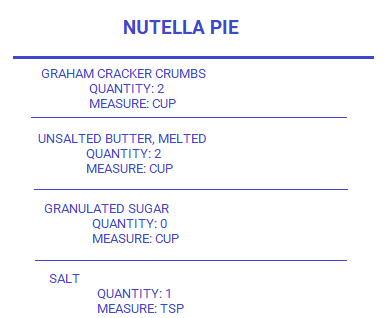 NUTELLA PIE
GRAHAM CRACKER CRUMBS
QUANTITY: 2
MEASURE: CUP
UNSALTED BUTTER, MELTED
QUANTITY: 2
MEASURE: CUP
GRANULATED SUGAR
QUANTITY: 0
MEASURE: CUP
SALT
QUANTITY: 1
MEASURE: TSP